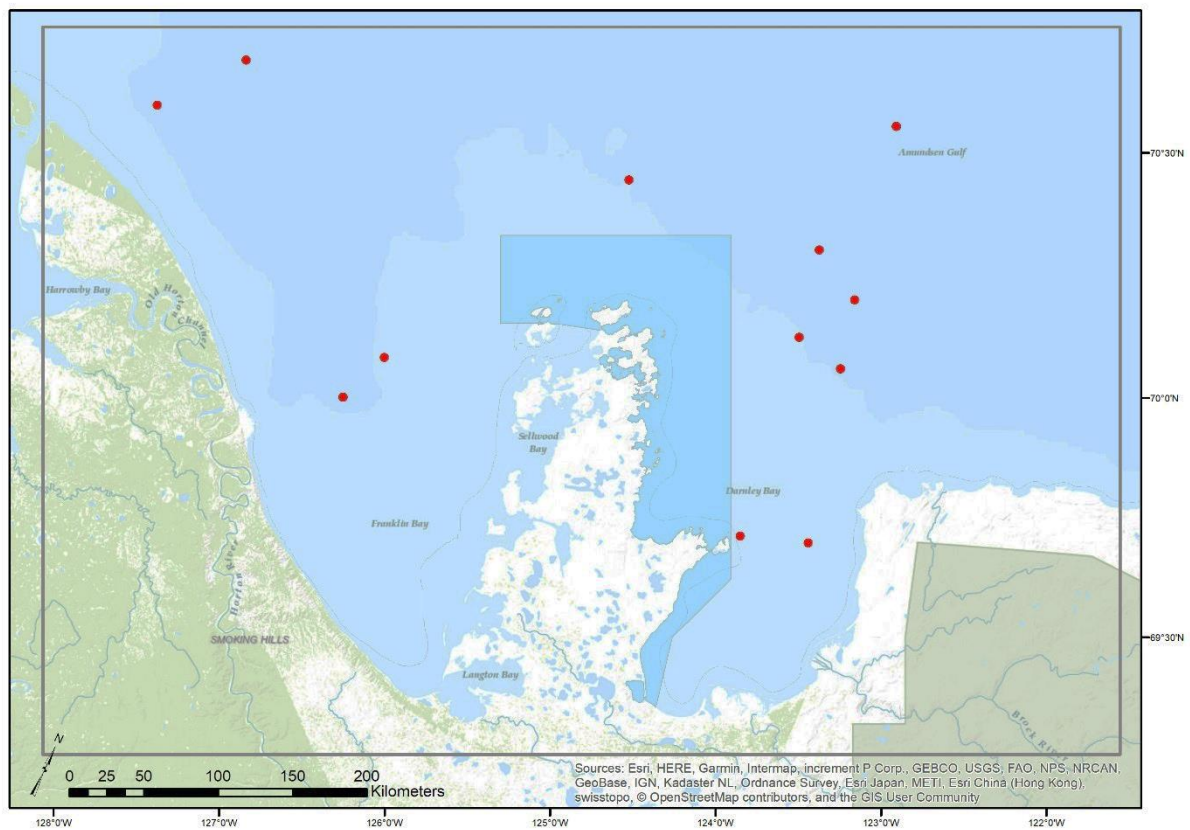 Amundsen Gulf
70°30'N
Harrowby Bay
Old Horton Channel
70°0'N
Sellwood
Bay
Darnley Bay
Franklin Bay
Horton River
SMOKING HILLS
69°30'N
Langton Bay
Brock River
N
0 25 50 100 150 200
Kilometers
Sources: Esri, HERE, Garmin, Intermap, increment P Corp., GEBCO, USGS, FAO, NPS, NRCAN,
GeoBase, IGN, Kadaster NL, Ordnance Survey, Esri Japan, METI, Esri China (Hong Kong),
swisstopo, © OpenStreetMap contributors, and the GIS User Community
128°0'W 127°0'W 126°0'W 125°0'W 124°0'W 123°0'W 122°0'W